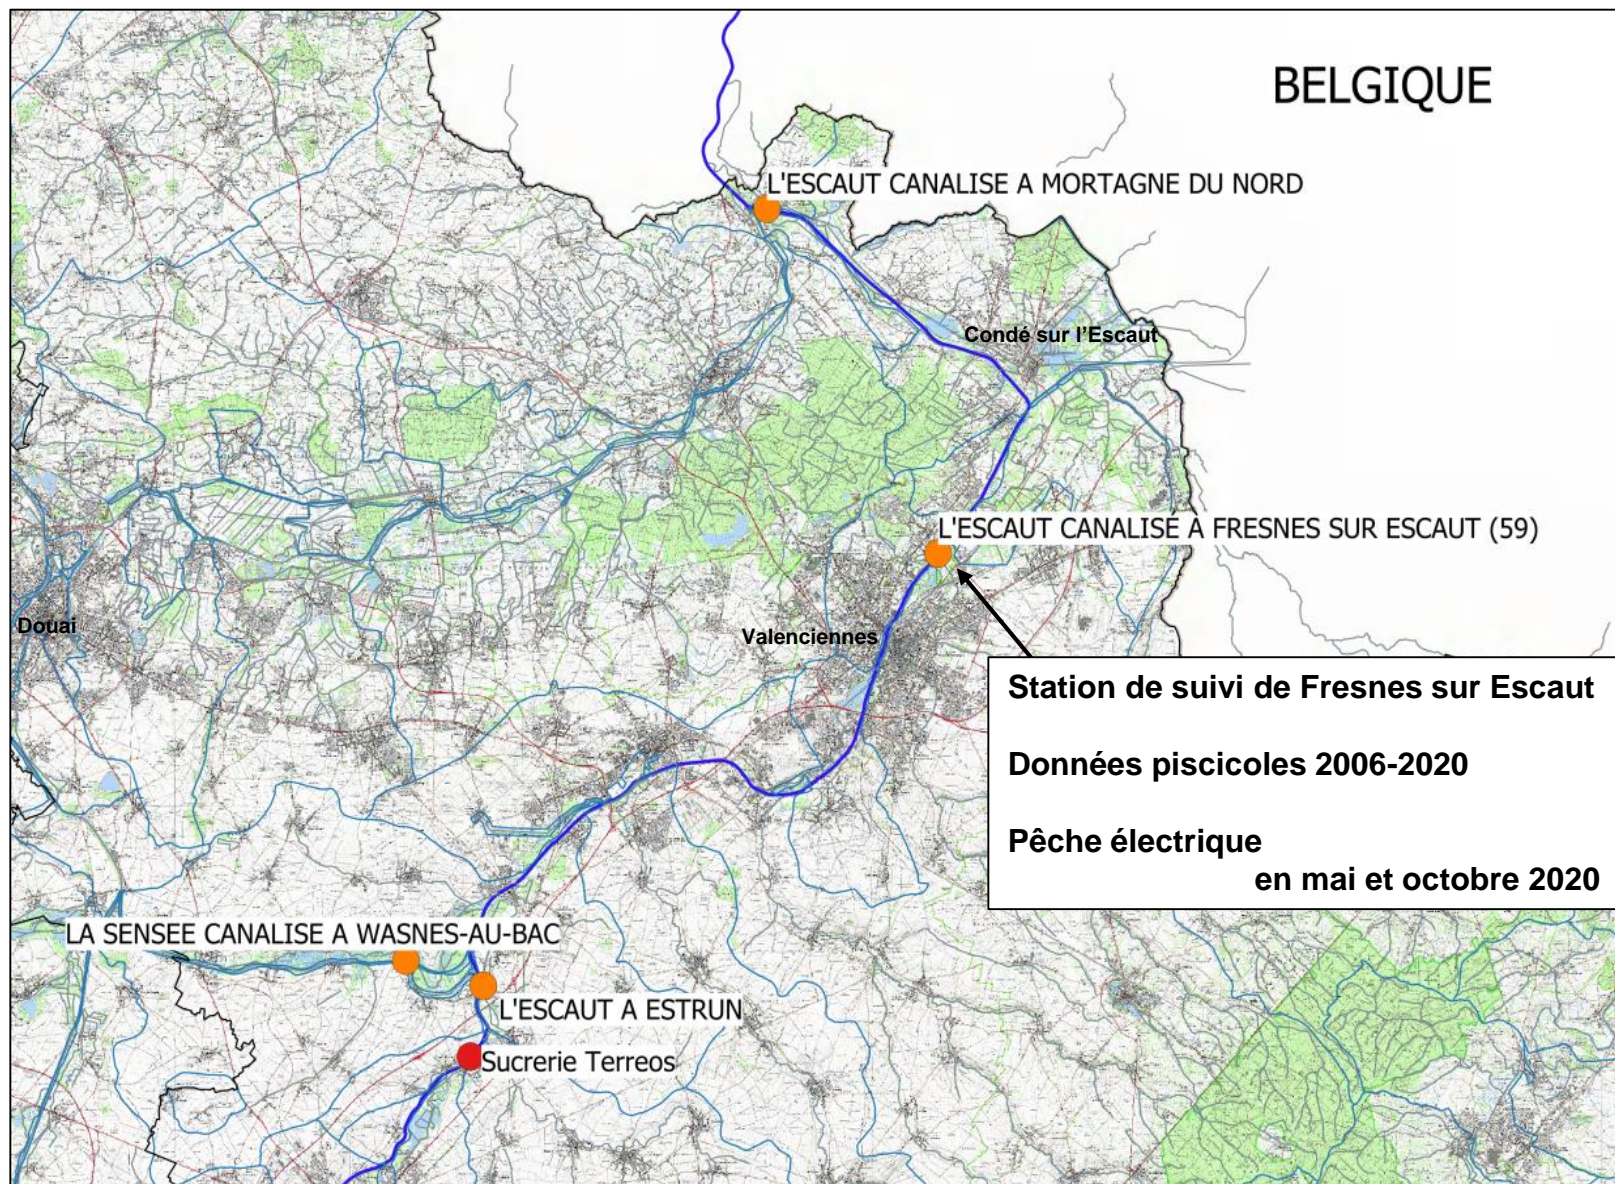 BELGIQUE
L'ESCAUT CANALISE A MORTAGNE DU NORD
Condé sur l'Escaut
L'ESCAUT CANALISE A FRESNES SUR ESCAUT (59)
Douai
Valenciennes
Station de suivi de Fresnes sur Escaut
Données piscicoles 2006-2020
Pêche électrique
en mai et octobre 2020
LA SENSEE CANALISE A WASNES-AU-BAC
L'ESCAUT A ESTRUN
Sucrerie Terreos